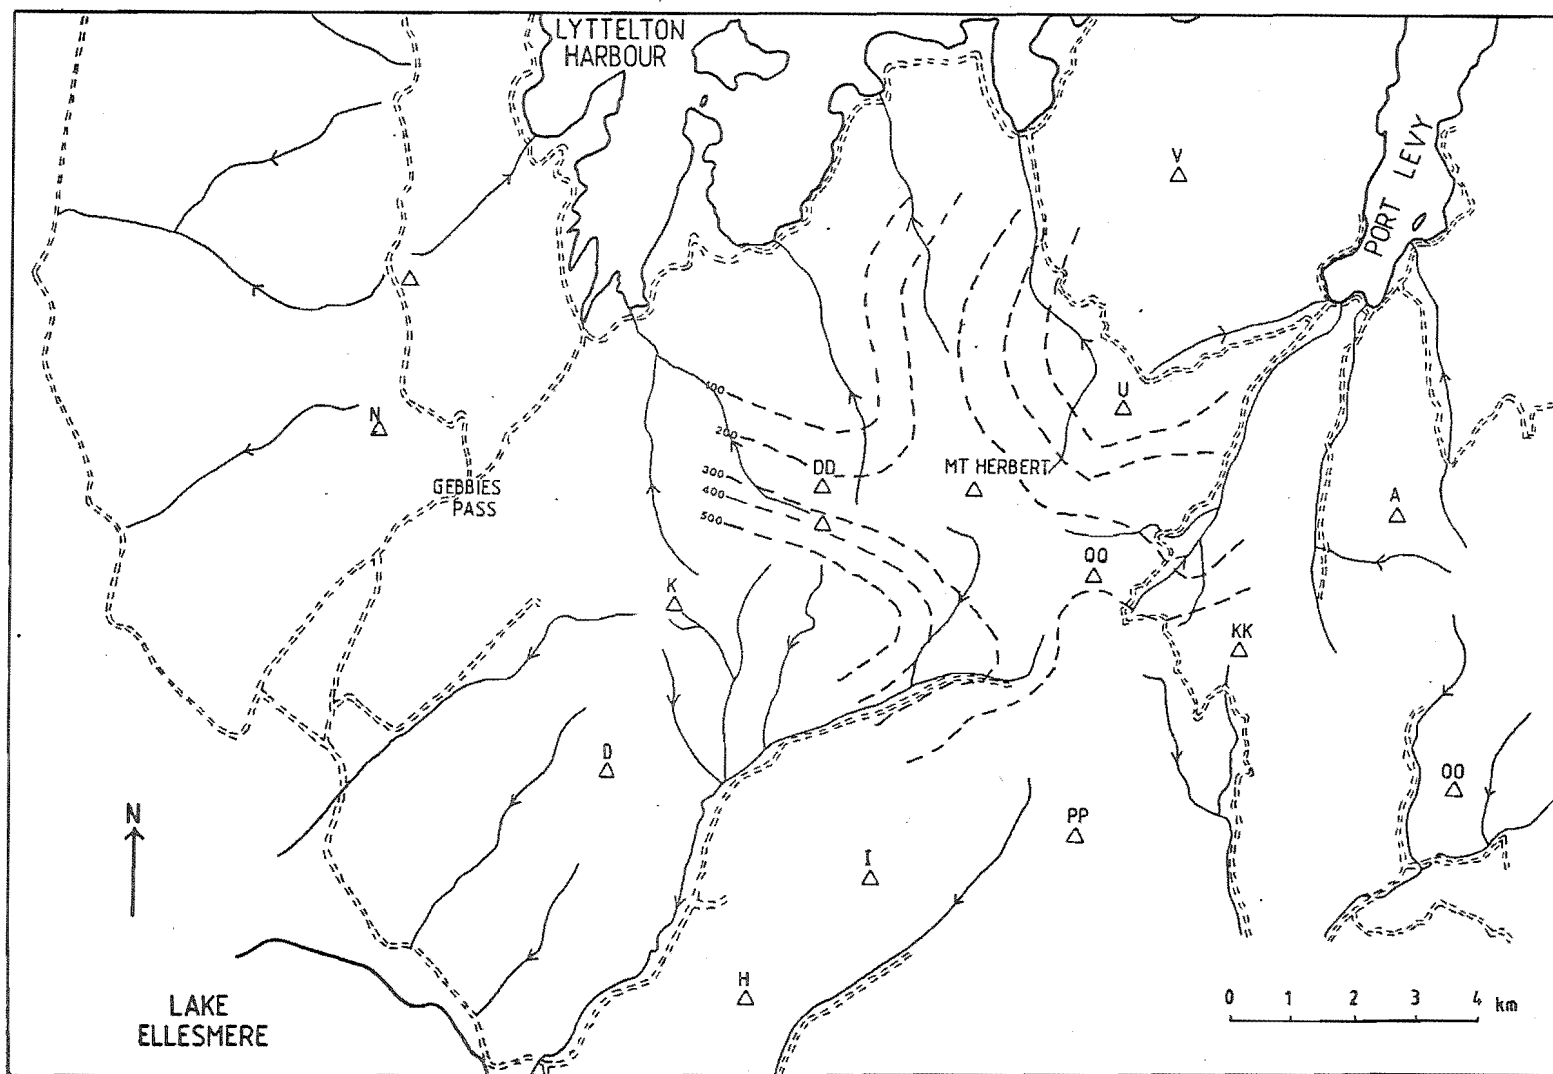 LYTTELTON
HARBOUR
PORT LEVY
V
U
100
200
300
400
500
N
GEBBIES
PASS
DD
MT HERBERT
A
QQ
K
KK
D
OO
N
PP
I
H
LAKE
ELLESMERE
0 1 2 3 4 km